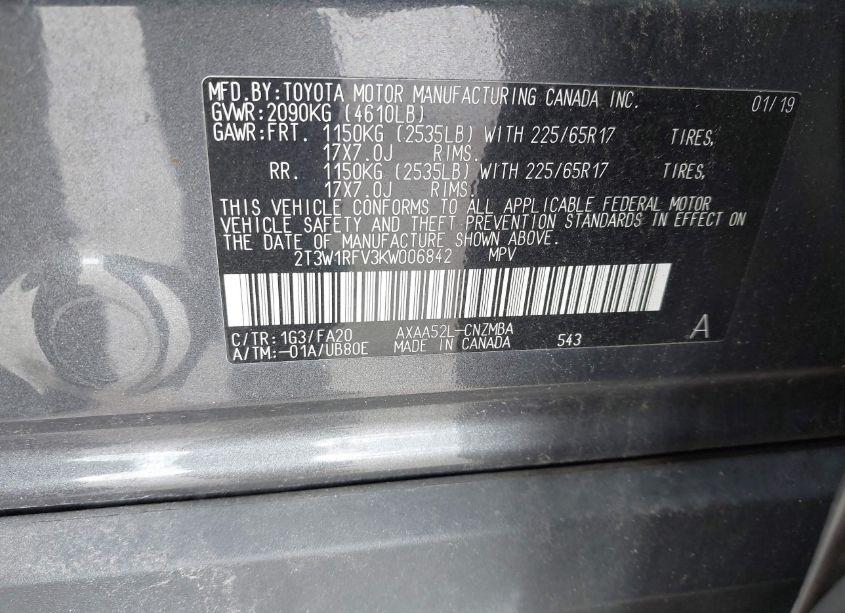 MFD.BY:TOYOTA MOTOR MANUFACTURING CANADA INC. 01/19
GVWR:2090KG (4610LB)
GAWR:FRT. 1150KG (2535LB) WITH 225/65R17 TIRES,
17X7.0J RIMS.
RR. 1150KG (2535LB) WITH 225/65R17 TIRES,
17X7.0J RIMS.
THIS VEHICLE CONFORMS TO ALL APPLICABLE FEDERAL MOTOR
VEHICLE SAFETY AND THEFT PREVENTION STANDARDS IN EFFECT ON
THE DATE OF MANUFACTURE SHOWN ABOVE.
2T3W1RFV3KW006842 MPV
C/TR:1G3/FA20 AXAA52L-CNZMBA A
A/TM:-01A/UB80E MADE IN CANADA 543